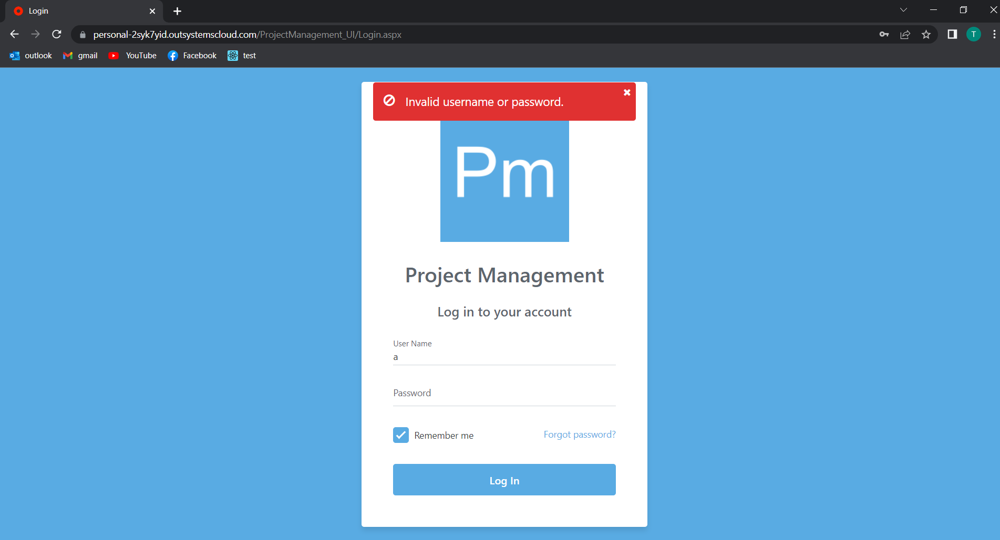 Login
personal-2syk7yid.outsystemscloud.com/ProjectManagement_UI/Login.aspx
T
outlook gmail YouTube Facebook test
Invalid username or password.
Pm
Project Management
Log in to your account
User Name
a
Password
Remember me Forgot password?
Log In